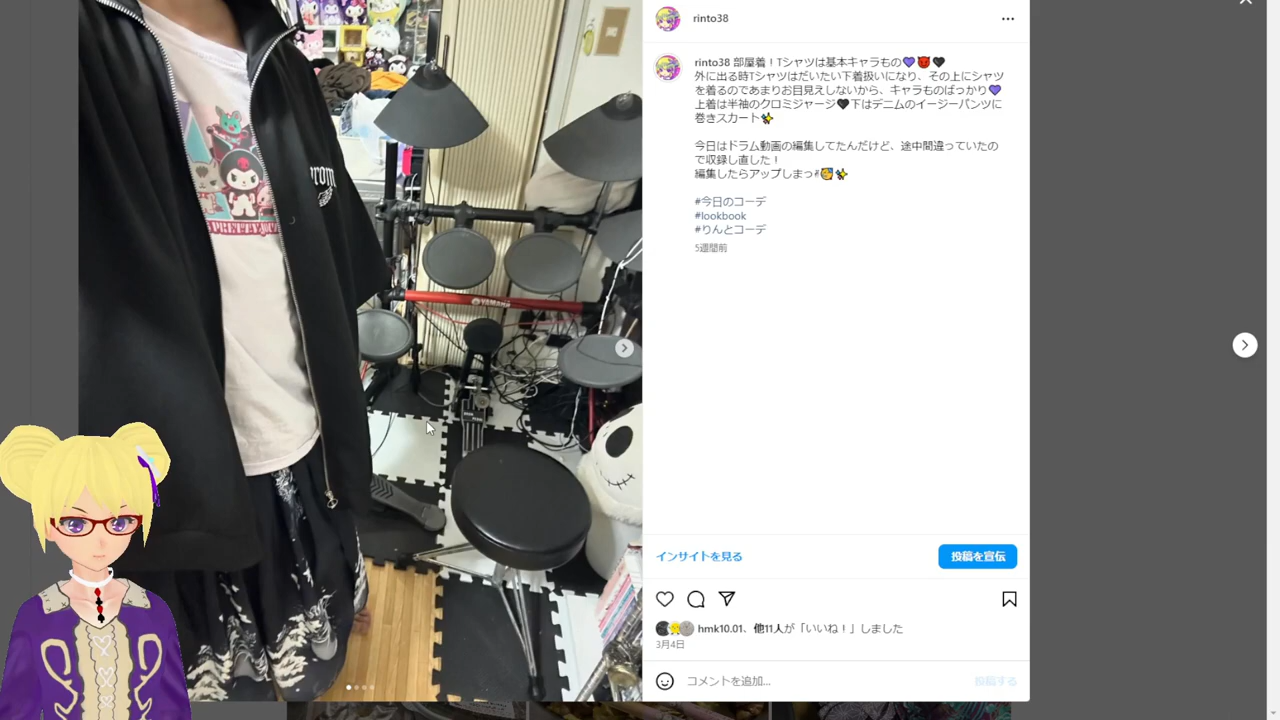 rinto38
rinto38 部屋着！Tシャツは基本キャラもの💜👿🖤
外に出る時Tシャツはだいたい下着扱いになり、その上にシャツ
を着るのであまりお目見えしないから、キャラものばっかり💜
上着は半袖のクロミジャージ🖤下はデニムのイージーパンツに
巻きスカート✨
今日はドラム動画の編集してたんだけど、途中間違っていたの
で収録し直した！
編集したらアップしまっ✌🥳✨
#今日のコーデ
#lookbook
#りんとコーデ
5週間前
YAMAHA
インサイトを見る
投稿を宣伝
hmk10.01、他11人が「いいね！」しました
3月4日
コメントを追加...
投稿する